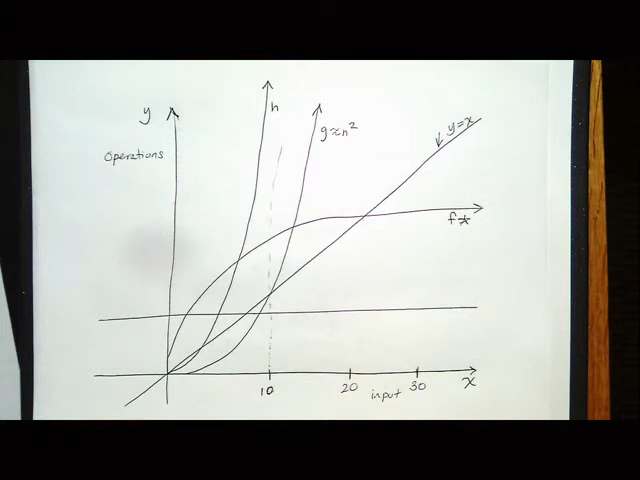 y
h
g≈n²
y=x
operations
f*
10
20
30
x
input